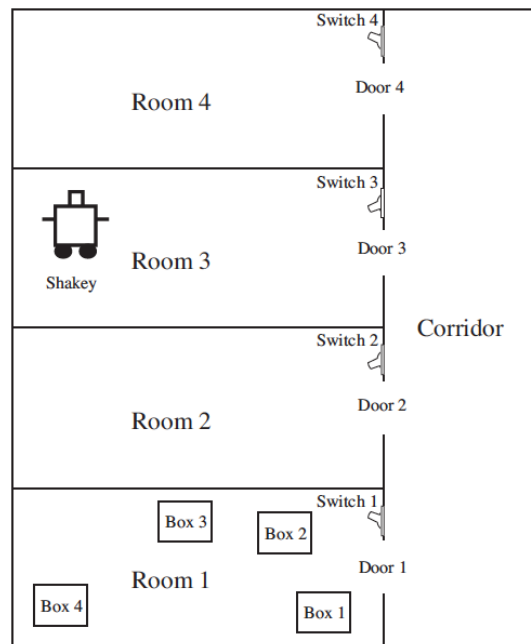 Switch 4
Door 4
Room 4
Switch 3
Door 3
Room 3
Shakey
Corridor
Switch 2
Door 2
Room 2
Switch 1
Box 3
Box 2
Door 1
Room 1
Box 4
Box 1